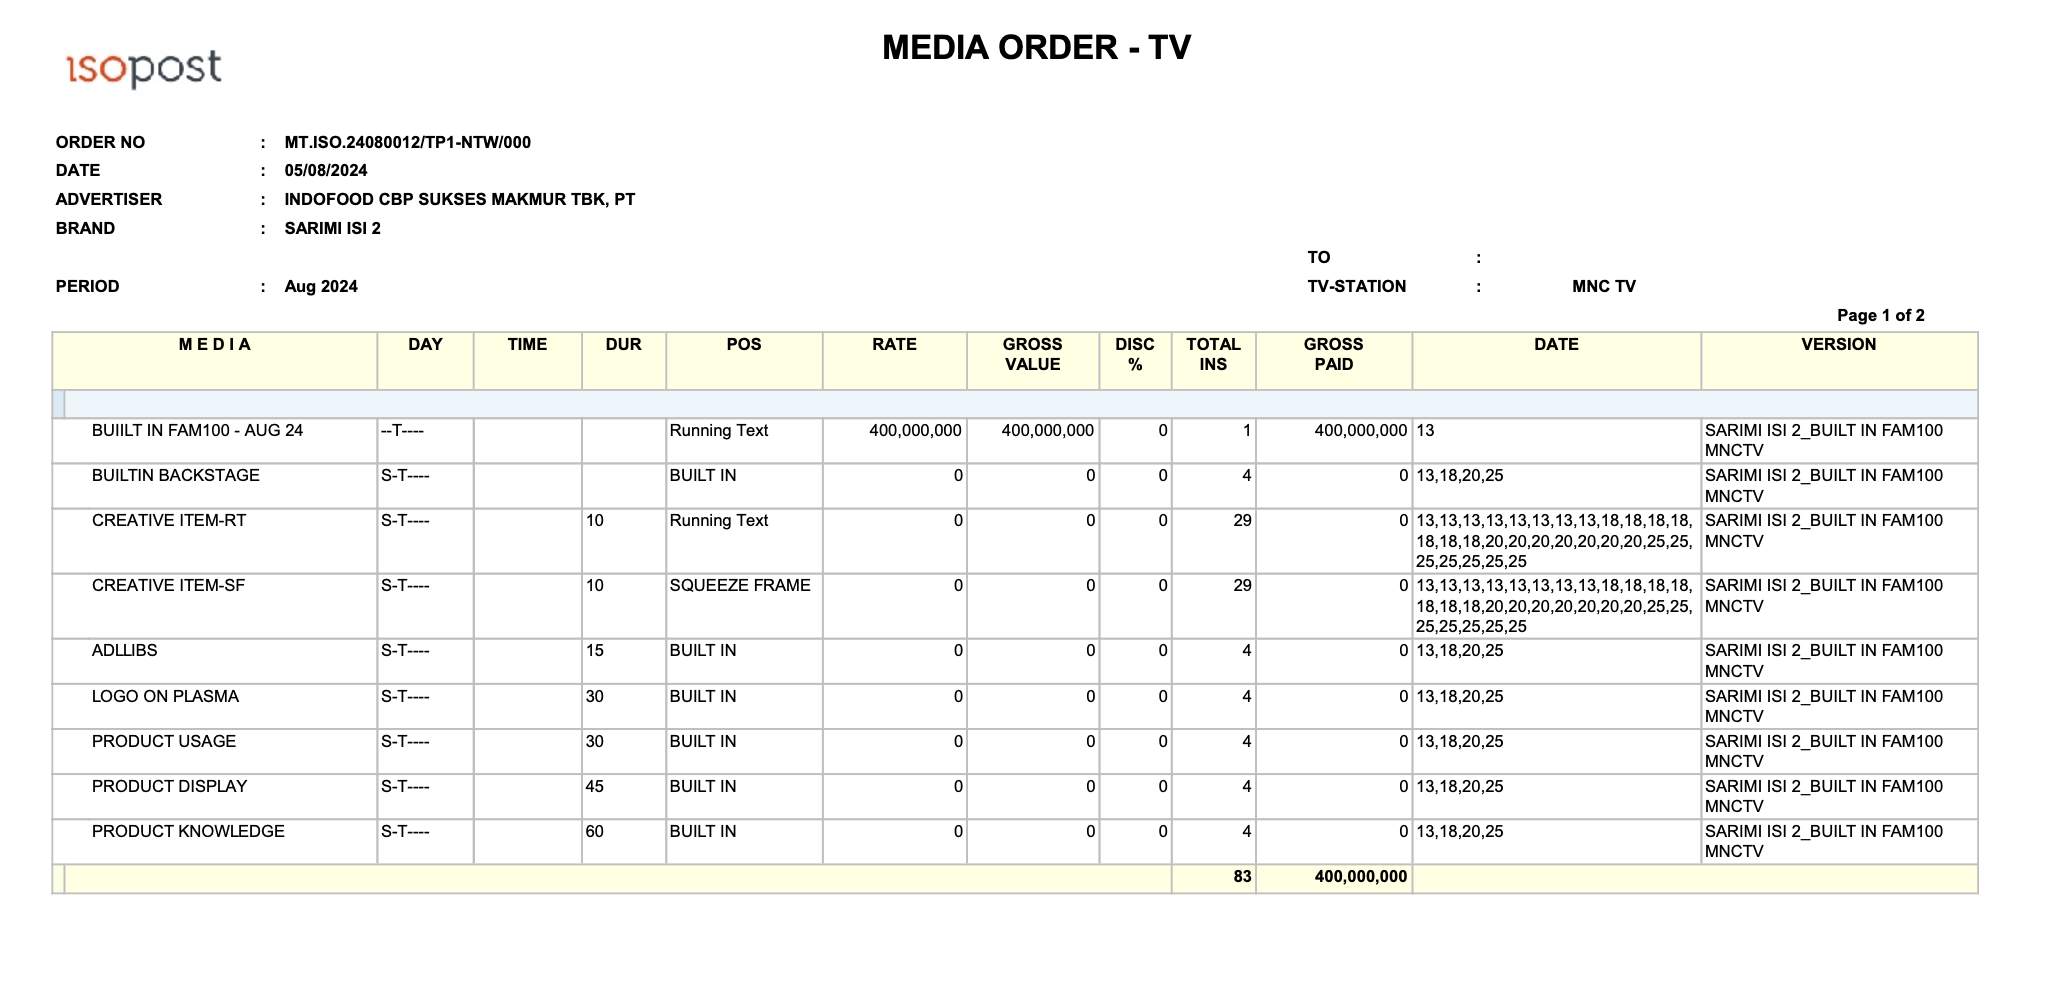 MEDIA ORDER - TV
ısopost
ORDER NO : MT.ISO.24080012/TP1-NTW/000
DATE : 05/08/2024
ADVERTISER : INDOFOOD CBP SUKSES MAKMUR TBK, PT
BRAND : SARIMI ISI 2
TO :
PERIOD : Aug 2024 TV-STATION : MNC TV
Page 1 of 2
M E D I A DAY TIME DUR POS RATE GROSS DISC TOTAL GROSS DATE VERSION
VALUE % INS PAID
BUIILT IN FAM100 - AUG 24 --T---- Running Text 400,000,000 400,000,000 0 1 400,000,000 13 SARIMI ISI 2_BUILT IN FAM100
MNCTV
BUILTIN BACKSTAGE S-T---- BUILT IN 0 0 0 4 0 13,18,20,25 SARIMI ISI 2_BUILT IN FAM100
MNCTV
CREATIVE ITEM-RT S-T---- 10 Running Text 0 0 0 29 0 13,13,13,13,13,13,13,13,18,18,18,18, SARIMI ISI 2_BUILT IN FAM100
18,18,18,20,20,20,20,20,20,20,25,25, MNCTV
25,25,25,25,25
CREATIVE ITEM-SF S-T---- 10 SQUEEZE FRAME 0 0 0 29 0 13,13,13,13,13,13,13,13,18,18,18,18, SARIMI ISI 2_BUILT IN FAM100
18,18,18,20,20,20,20,20,20,20,25,25, MNCTV
25,25,25,25,25
ADLLIBS S-T---- 15 BUILT IN 0 0 0 4 0 13,18,20,25 SARIMI ISI 2_BUILT IN FAM100
MNCTV
LOGO ON PLASMA S-T---- 30 BUILT IN 0 0 0 4 0 13,18,20,25 SARIMI ISI 2_BUILT IN FAM100
MNCTV
PRODUCT USAGE S-T---- 30 BUILT IN 0 0 0 4 0 13,18,20,25 SARIMI ISI 2_BUILT IN FAM100
MNCTV
PRODUCT DISPLAY S-T---- 45 BUILT IN 0 0 0 4 0 13,18,20,25 SARIMI ISI 2_BUILT IN FAM100
MNCTV
PRODUCT KNOWLEDGE S-T---- 60 BUILT IN 0 0 0 4 0 13,18,20,25 SARIMI ISI 2_BUILT IN FAM100
MNCTV
83 400,000,000